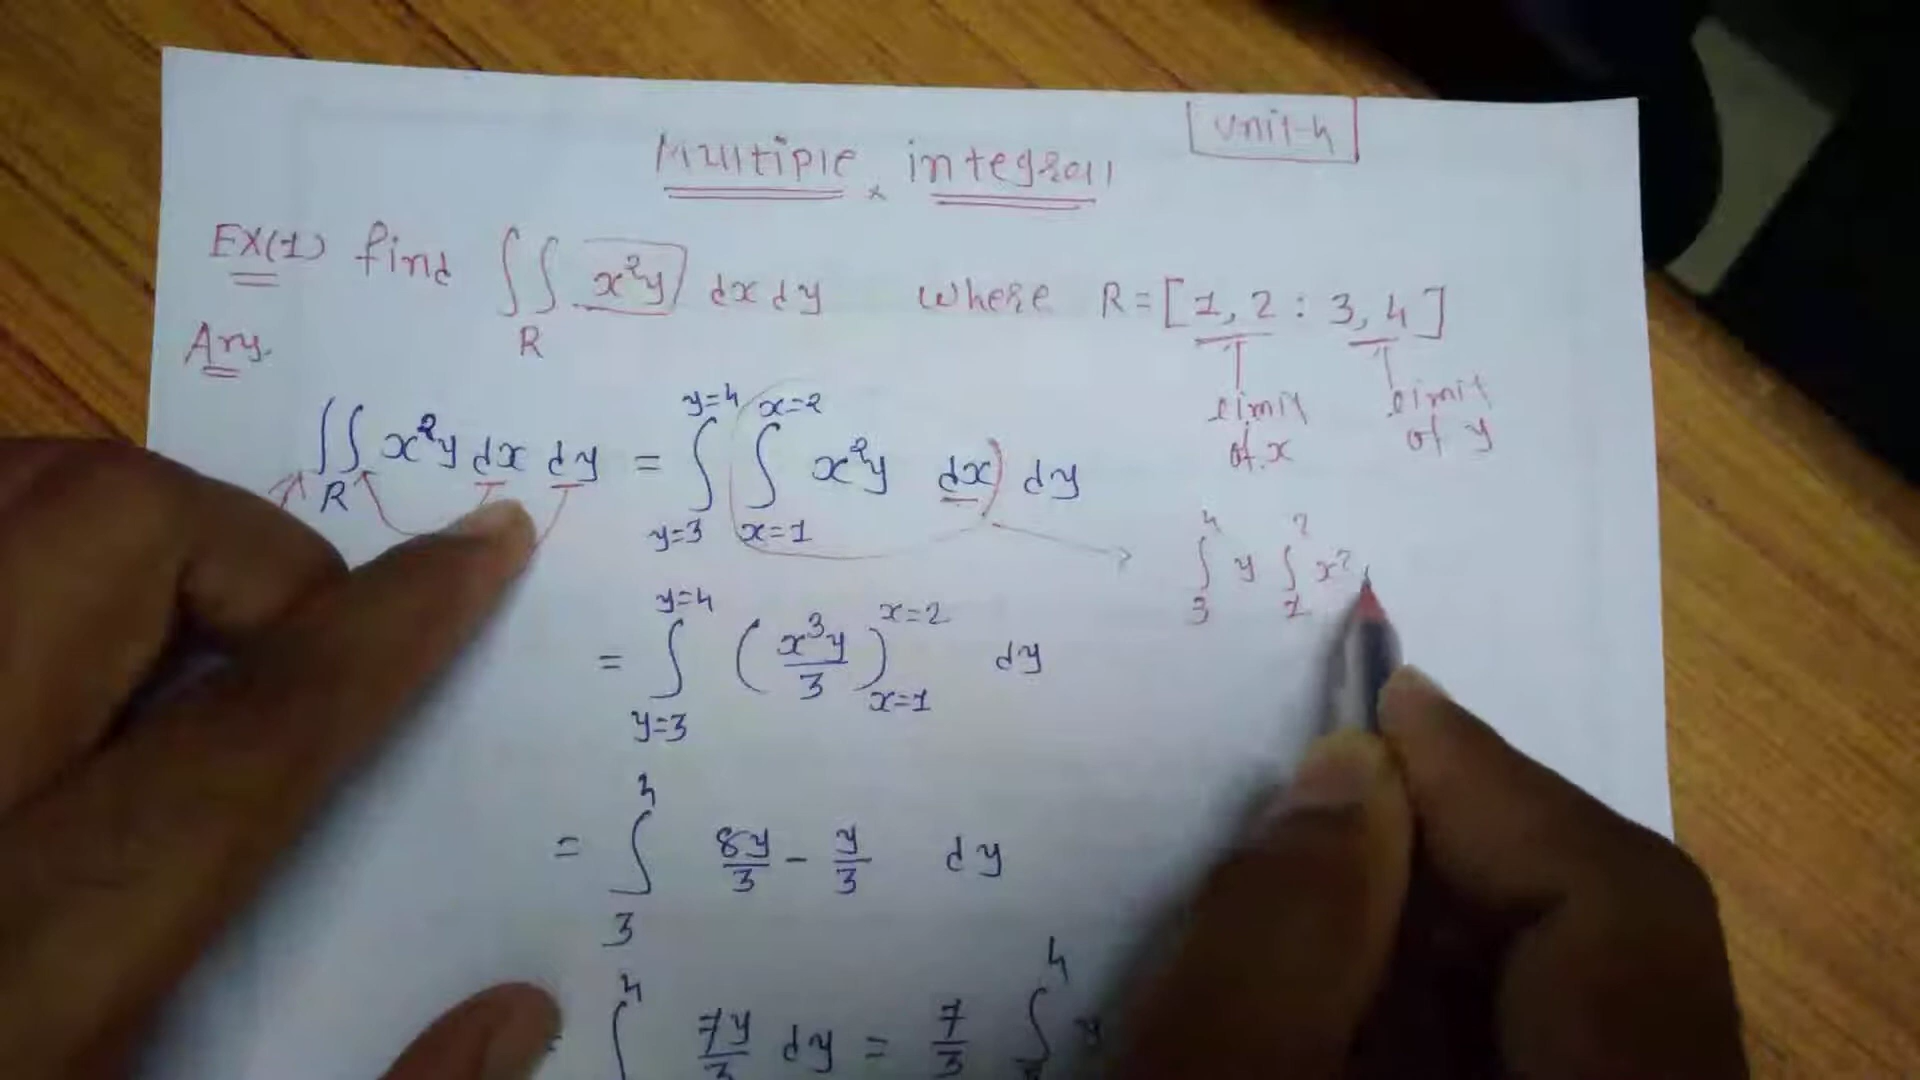 Unit-4
Multiple integral
EX(1) find ∫∫_R x²y dx dy where R = [1, 2 : 3, 4]
limit of x
limit of y
Ans.
∫∫_R x²y dx dy = ∫_{y=3}^{y=4} ∫_{x=1}^{x=2} x²y dx) dy
∫_3^4 y ∫_1^2 x²
= ∫_{y=3}^{y=4} (x³y/3)_{x=1}^{x=2} dy
= ∫_3^4 8y/3 - y/3 dy
= ∫^4 7y/3 dy = 7/3 ∫^4